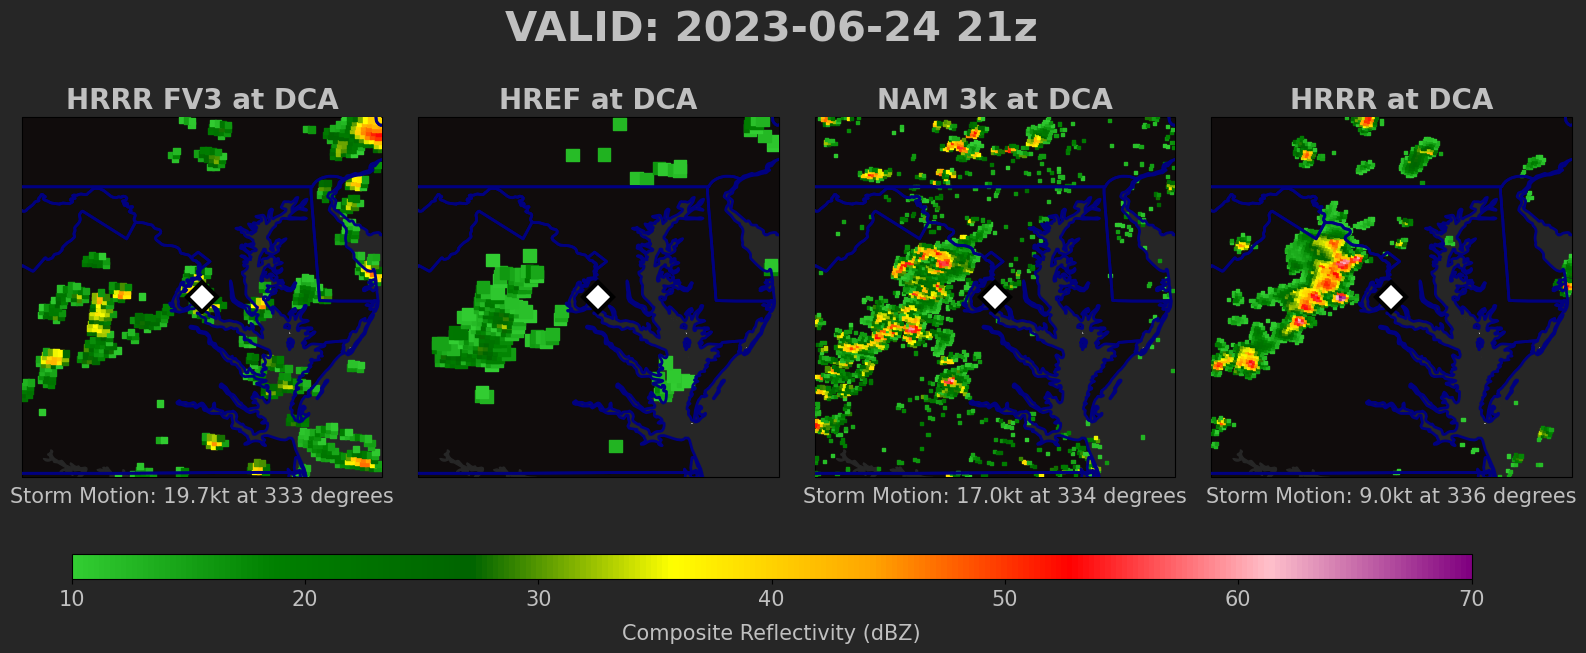 VALID: 2023-06-24 21z
HRRR FV3 at DCA
HREF at DCA
NAM 3k at DCA
HRRR at DCA
Storm Motion: 19.7kt at 333 degrees
Storm Motion: 17.0kt at 334 degrees
Storm Motion: 9.0kt at 336 degrees
10 20 30 40 50 60 70
Composite Reflectivity (dBZ)